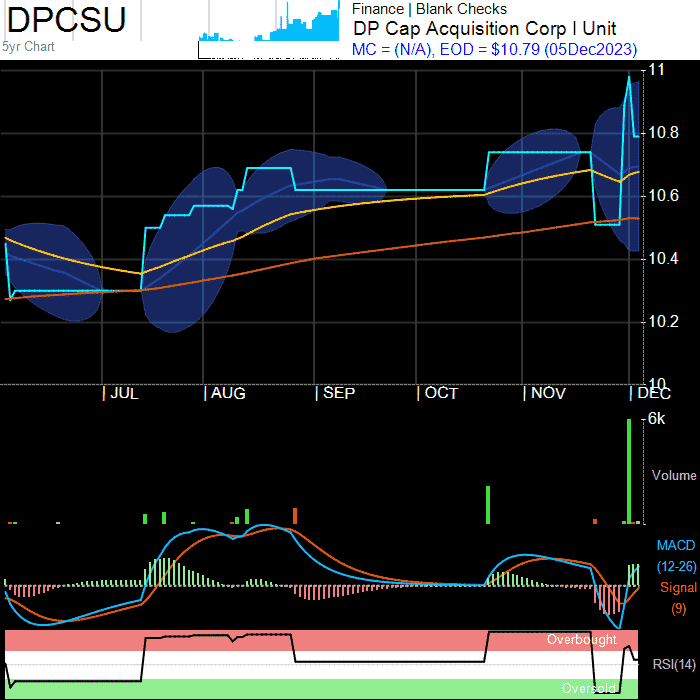 DPCSU
5yr Chart
Finance | Blank Checks
DP Cap Acquisition Corp I Unit
MC = (N/A), EOD = $10.79 (05Dec2023)
11
10.8
10.6
10.4
10.2
10
JUL AUG SEP OCT NOV DEC
6k
Volume
MACD
(12-26)
Signal
(9)
Overbought
RSI(14)
Oversold